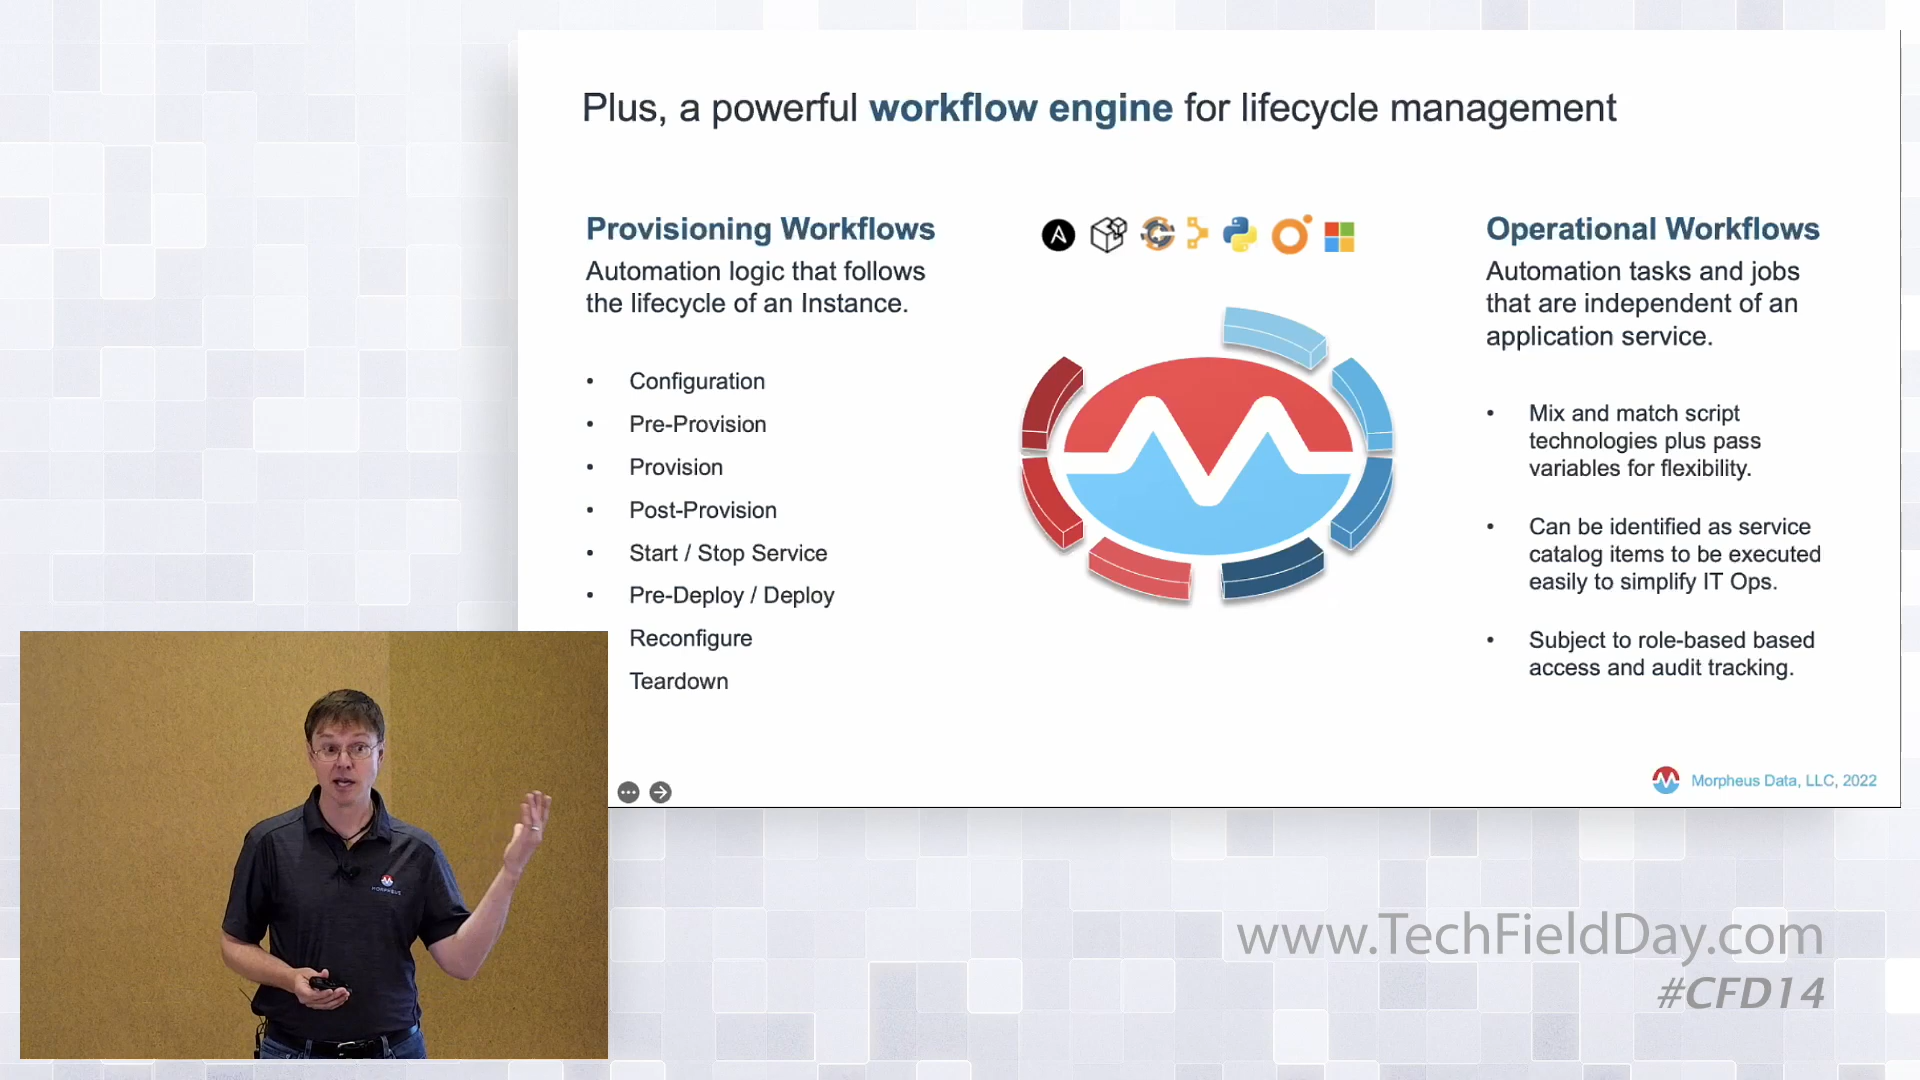 Plus, a powerful workflow engine for lifecycle management
Provisioning Workflows
Automation logic that follows
the lifecycle of an Instance.
• Configuration
• Pre-Provision
• Provision
• Post-Provision
• Start / Stop Service
• Pre-Deploy / Deploy
Reconfigure
Teardown
Operational Workflows
Automation tasks and jobs
that are independent of an
application service.
• Mix and match script
technologies plus pass
variables for flexibility.
• Can be identified as service
catalog items to be executed
easily to simplify IT Ops.
• Subject to role-based based
access and audit tracking.
Morpheus Data, LLC, 2022
MORPHEUS
www.TechFieldDay.com
#CFD14